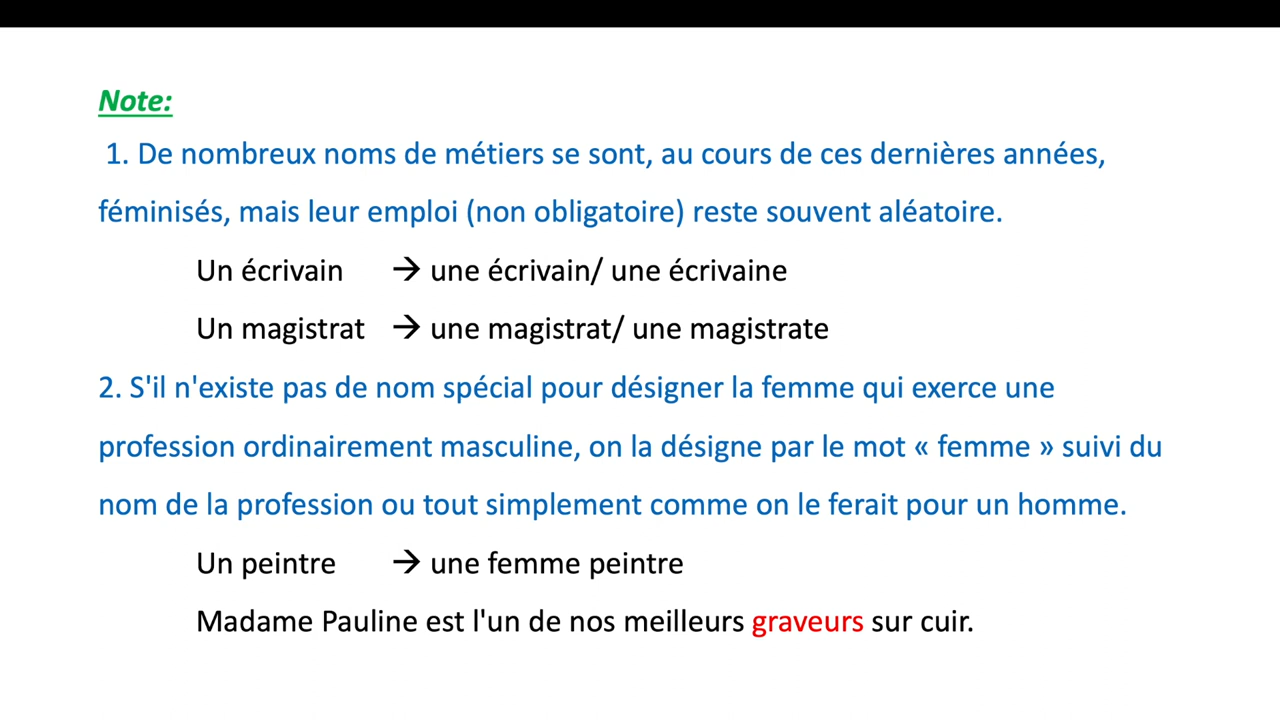 Note:
1. De nombreux noms de métiers se sont, au cours de ces dernières années,
féminisés, mais leur emploi (non obligatoire) reste souvent aléatoire.
Un écrivain → une écrivain/ une écrivaine
Un magistrat → une magistrat/ une magistrate
2. S'il n'existe pas de nom spécial pour désigner la femme qui exerce une
profession ordinairement masculine, on la désigne par le mot « femme » suivi du
nom de la profession ou tout simplement comme on le ferait pour un homme.
Un peintre → une femme peintre
Madame Pauline est l'un de nos meilleurs graveurs sur cuir.